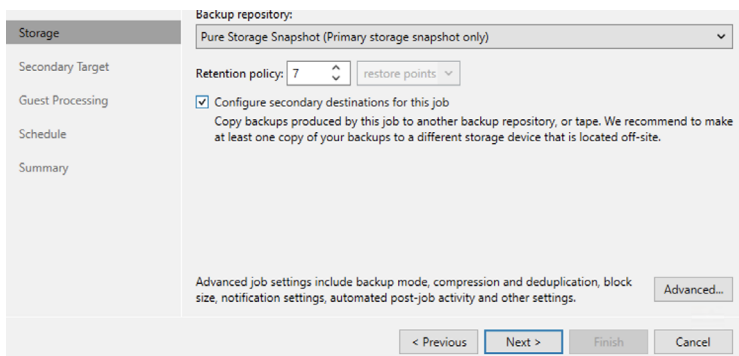 Backup repository:
Storage
Pure Storage Snapshot (Primary storage snapshot only)
Secondary Target
Retention policy: 7 restore points
Guest Processing
Configure secondary destinations for this job
Copy backups produced by this job to another backup repository, or tape. We recommend to make
at least one copy of your backups to a different storage device that is located off-site.
Schedule
Summary
Advanced job settings include backup mode, compression and deduplication, block
size, notification settings, automated post-job activity and other settings.
Advanced...
< Previous Next > Finish Cancel